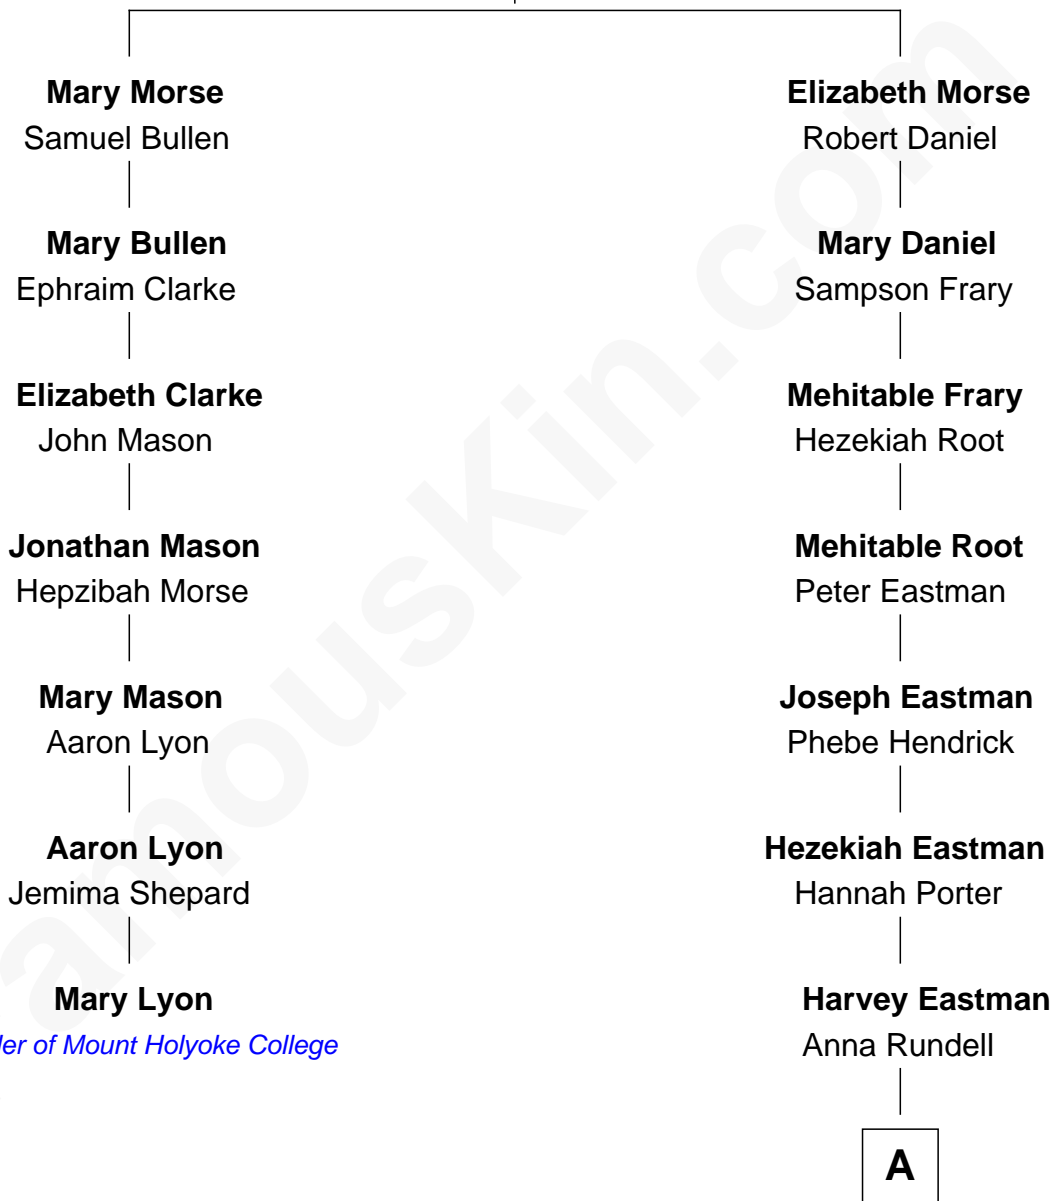 Mary Morse
Samuel Bullen
Mary Bullen
Ephraim Clarke
Elizabeth Clarke
John Mason
Jonathan Mason
Hepzibah Morse
Mary Mason
Aaron Lyon
Aaron Lyon
Jemima Shepard
Mary Lyon
of Mount Holyoke College
Elizabeth Morse
Robert Daniel
Mary Daniel
Sampson Frary
Mehitable Frary
Hezekiah Root
Mehitable Root
Peter Eastman
Joseph Eastman
Phebe Hendrick
Hezekiah Eastman
Hannah Porter
Harvey Eastman
Anna Rundell
A
amousKin.com